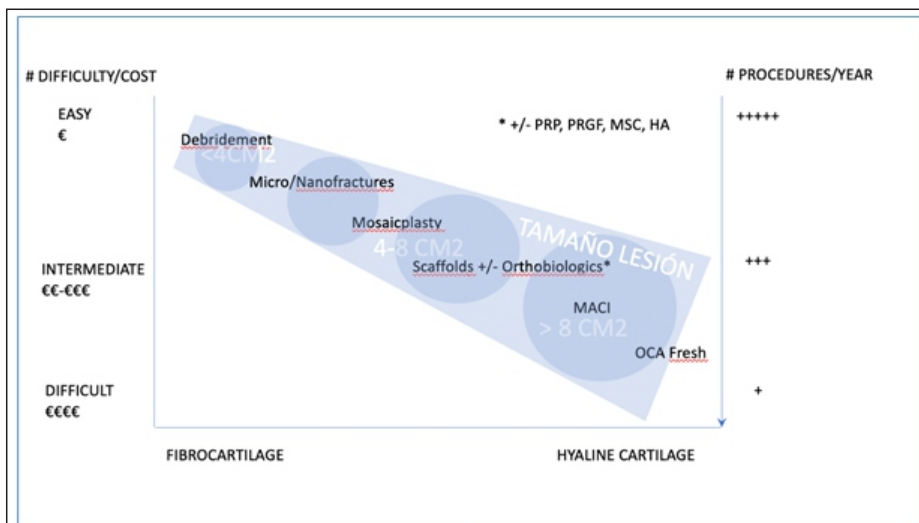 # DIFFICULTY/COST
# PROCEDURES/YEAR
EASY
€
* +/- PRP, PRGF, MSC, HA
+++++
Debridement
<4CM2
Micro/Nanofractures
Mosaicplasty
TAMAÑO LESIÓN
4-8 CM2
INTERMEDIATE
€€-€€€
Scaffolds +/- Orthobiologics*
+++
MACI
> 8 CM2
OCA Fresh
DIFFICULT
€€€€
+
FIBROCARTILAGE
HYALINE CARTILAGE